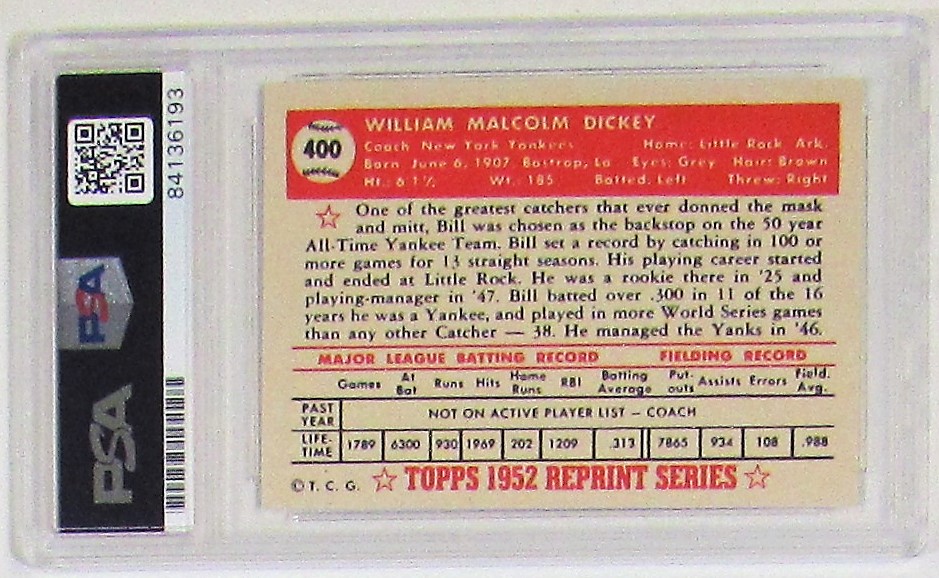 84136193
PSA
PSA
400
WILLIAM MALCOLM DICKEY
Coach New York Yankees Home: Little Rock Ark.
Born June 6, 1907 Bastrop, La Eyes: Grey Hair: Brown
Ht.: 6 1½ Wt.: 185 Batted: Left Threw: Right
One of the greatest catchers that ever donned the mask
and mitt, Bill was chosen as the backstop on the 50 year
All-Time Yankee Team. Bill set a record by catching in 100 or
more games for 13 straight seasons. His playing career started
and ended at Little Rock. He was a rookie there in '25 and
playing-manager in '47. Bill batted over .300 in 11 of the 16
years he was a Yankee, and played in more World Series games
than any other Catcher — 38. He managed the Yanks in '46.
MAJOR LEAGUE BATTING RECORD FIELDING RECORD
Games At Bat Runs Hits Home Runs RBI Batting Average Put-outs Assists Errors Field. Avg.
PAST YEAR NOT ON ACTIVE PLAYER LIST — COACH
LIFE-TIME 1789 6300 930 1969 202 1209 .313 7865 934 108 .988
© T. C. G. ☆ TOPPS 1952 REPRINT SERIES ☆